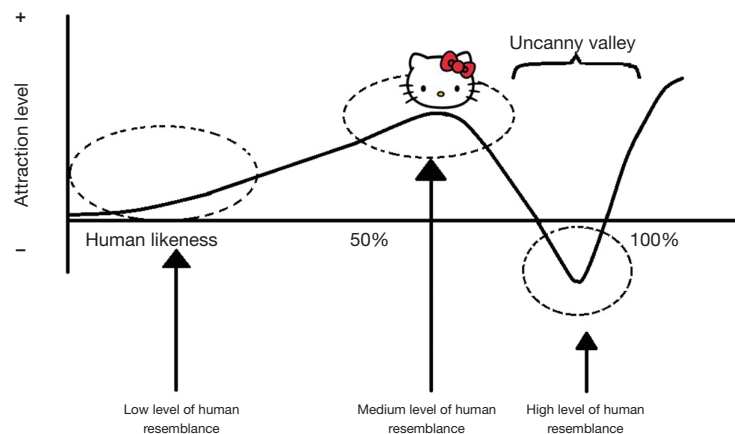 +
Uncanny valley
Attraction level
–
Human likeness
50%
100%
Low level of human
resemblance
Medium level of human
resemblance
High level of human
resemblance